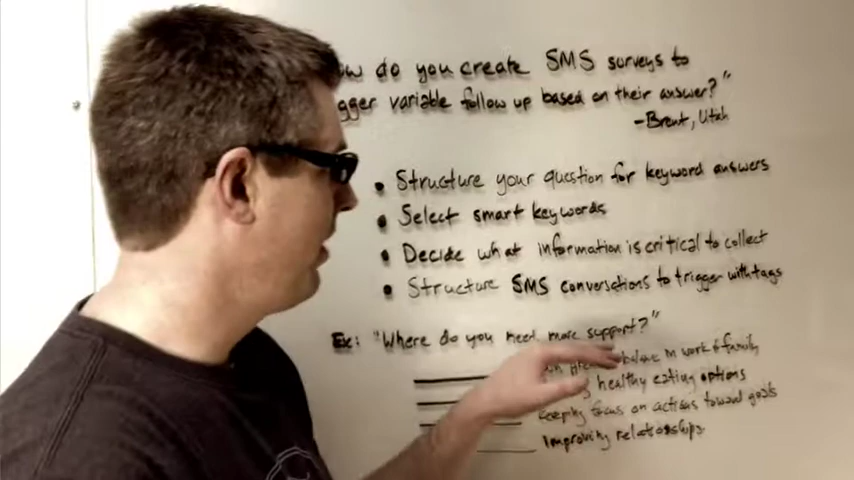 ow do you create SMS surveys to
gger variable follow up based on their answer?"
-Brent, Utah
• Structure your question for keyword answers
• Select smart keywords
• Decide what information is critical to collect
• Structure SMS conversations to trigger with tags
Ex: "Where do you need more support?"
balance in work & family
healthy eating options
Keeping focus on actions toward goals
Improving relationships